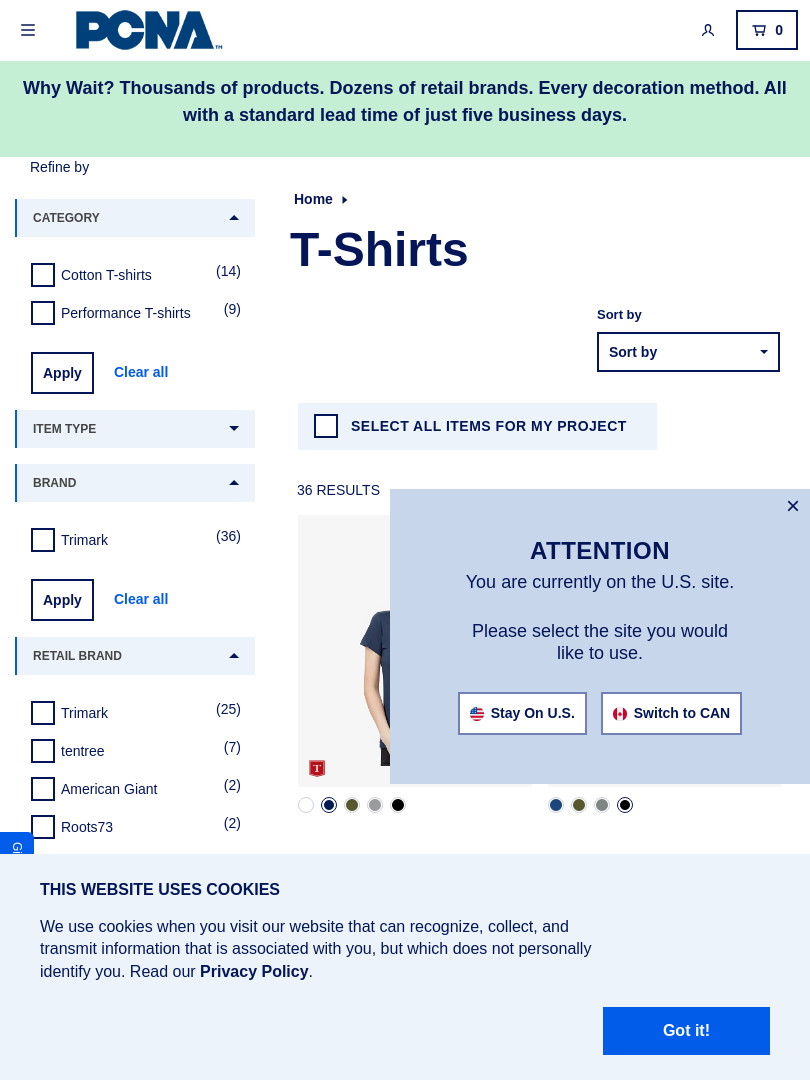 PCNA™
0
Why Wait? Thousands of products. Dozens of retail brands. Every decoration method. All
with a standard lead time of just five business days.
Refine by
CATEGORY
Cotton T-shirts (14)
Performance T-shirts (9)
Apply Clear all
ITEM TYPE
BRAND
Trimark (36)
Apply Clear all
RETAIL BRAND
Trimark (25)
tentree (7)
American Giant (2)
Roots73 (2)
Home
T-Shirts
Sort by
Sort by
SELECT ALL ITEMS FOR MY PROJECT
36 RESULTS
T
ATTENTION
You are currently on the U.S. site.
Please select the site you would
like to use.
Stay On U.S. Switch to CAN
THIS WEBSITE USES COOKIES
We use cookies when you visit our website that can recognize, collect, and
transmit information that is associated with you, but which does not personally
identify you. Read our Privacy Policy.
Got it!